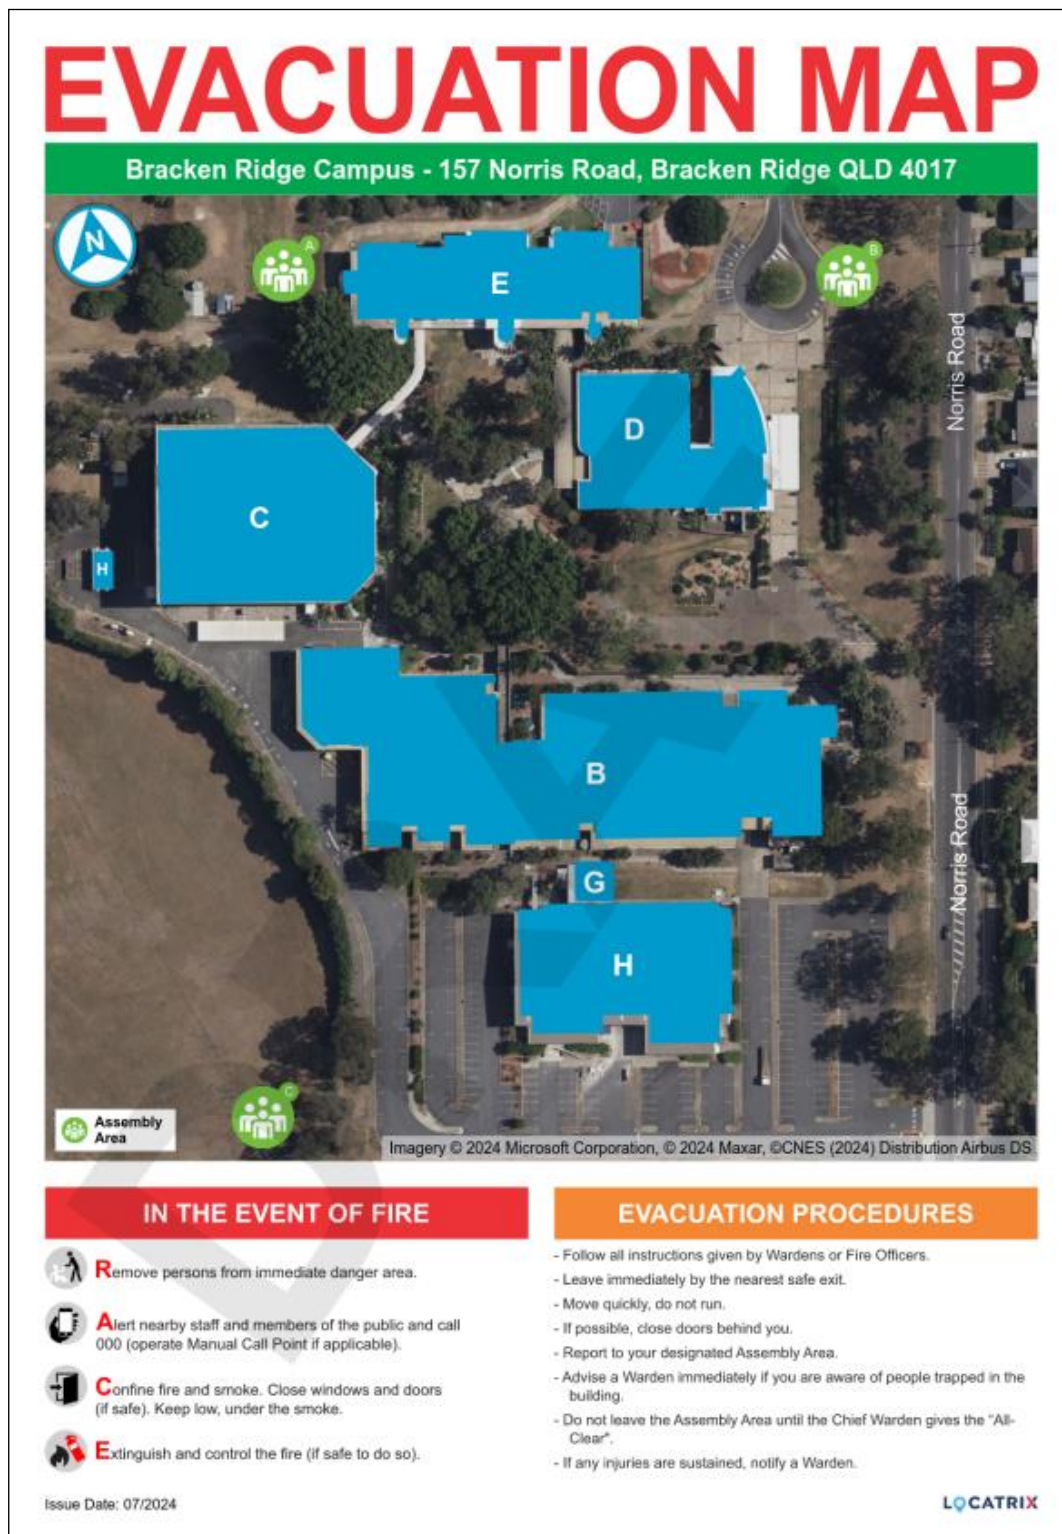 EVACUATION MAP
Bracken Ridge Campus - 157 Norris Road, Bracken Ridge QLD 4017
N
A
B
E
Norris Road
D
C
H
B
Norris Road
G
H
C
Assembly
Area
Imagery © 2024 Microsoft Corporation, © 2024 Maxar, ©CNES (2024) Distribution Airbus DS
IN THE EVENT OF FIRE
Remove persons from immediate danger area.
Alert nearby staff and members of the public and call
000 (operate Manual Call Point if applicable).
Confine fire and smoke. Close windows and doors
(if safe). Keep low, under the smoke.
Extinguish and control the fire (if safe to do so).
EVACUATION PROCEDURES
- Follow all instructions given by Wardens or Fire Officers.
- Leave immediately by the nearest safe exit.
- Move quickly, do not run.
- If possible, close doors behind you.
- Report to your designated Assembly Area.
- Advise a Warden immediately if you are aware of people trapped in the
building.
- Do not leave the Assembly Area until the Chief Warden gives the "All-
Clear".
- If any injuries are sustained, notify a Warden.
Issue Date: 07/2024
LOCATRIX
DRAFT